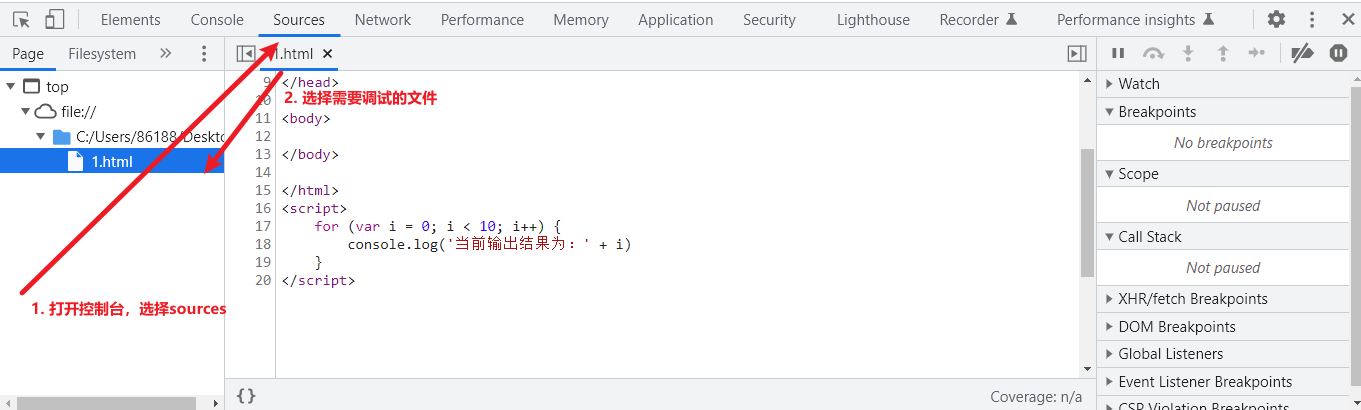 Elements Console Sources Network Performance Memory Application Security Lighthouse Recorder Performance insights
Page Filesystem
1.html
top
file://
C:/Users/86188/Deskto
1.html
9 </head>
10
2. 选择需要调试的文件
11 <body>
12
13 </body>
14
15 </html>
16 <script>
17 for (var i = 0; i < 10; i++) {
18 console.log('当前输出结果为：' + i)
19 }
20 </script>
1. 打开控制台，选择sources
{} Coverage: n/a
Watch
Breakpoints
No breakpoints
Scope
Not paused
Call Stack
Not paused
XHR/fetch Breakpoints
DOM Breakpoints
Global Listeners
Event Listener Breakpoints
CSP Violation Breakpoints